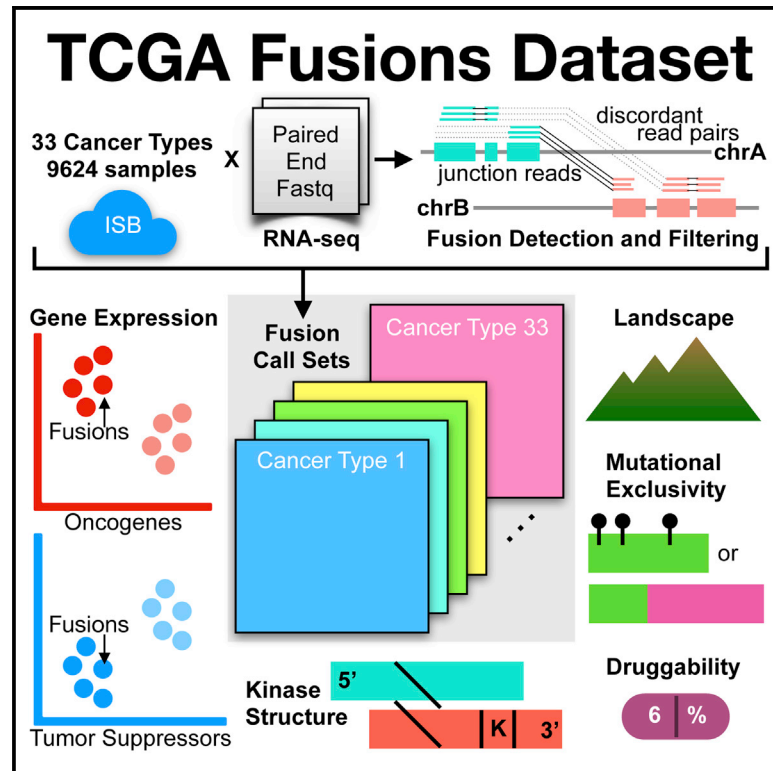 TCGA Fusions Dataset
33 Cancer Types
9624 samples
X
Paired
End
Fastq
ISB
RNA-seq
discordant
read pairs
chrA
junction reads
chrB
Fusion Detection and Filtering
Gene Expression
Fusions
Oncogenes
Fusions
Tumor Suppressors
Fusion
Call Sets
Cancer Type 33
Cancer Type 1
Kinase
Structure
5’
K
3’
Landscape
Mutational
Exclusivity
or
Druggability
6 %